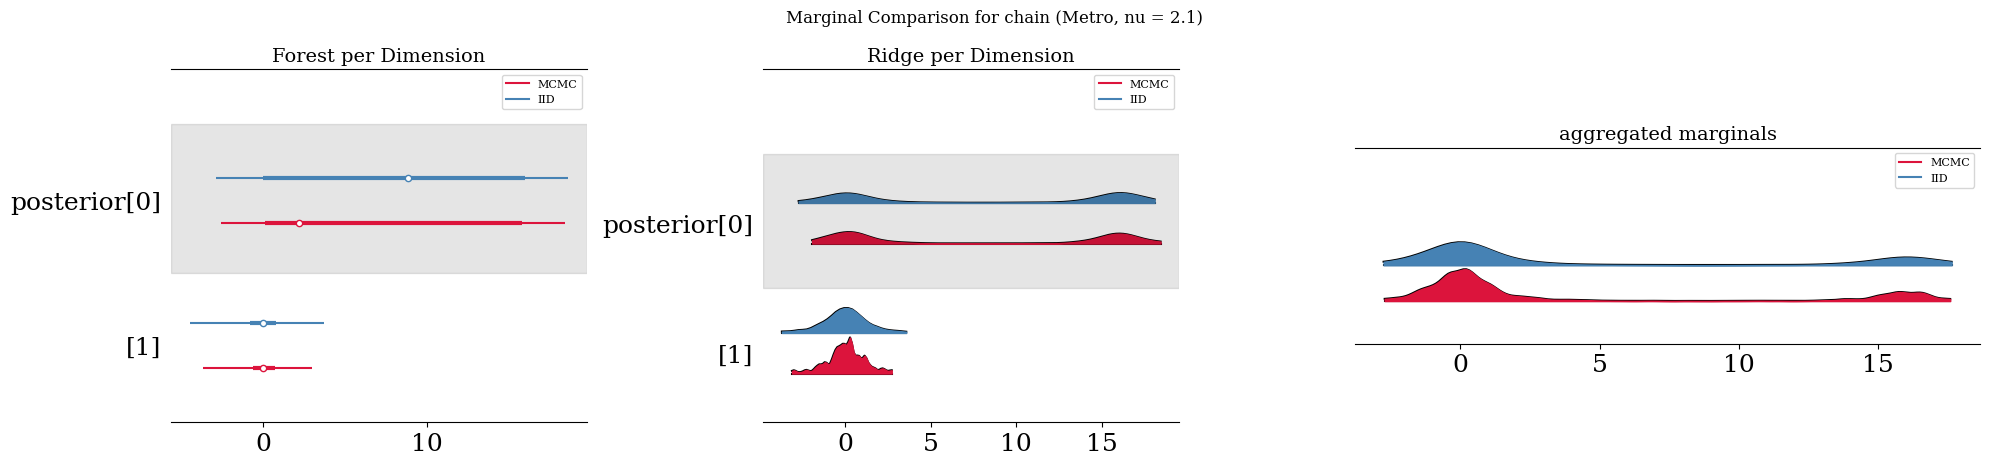 Marginal Comparison for chain (Metro, nu = 2.1)
Forest per Dimension
MCMC
IID
posterior[0]
[1]
0 10
Ridge per Dimension
MCMC
IID
posterior[0]
[1]
0 5 10 15
aggregated marginals
MCMC
IID
0 5 10 15